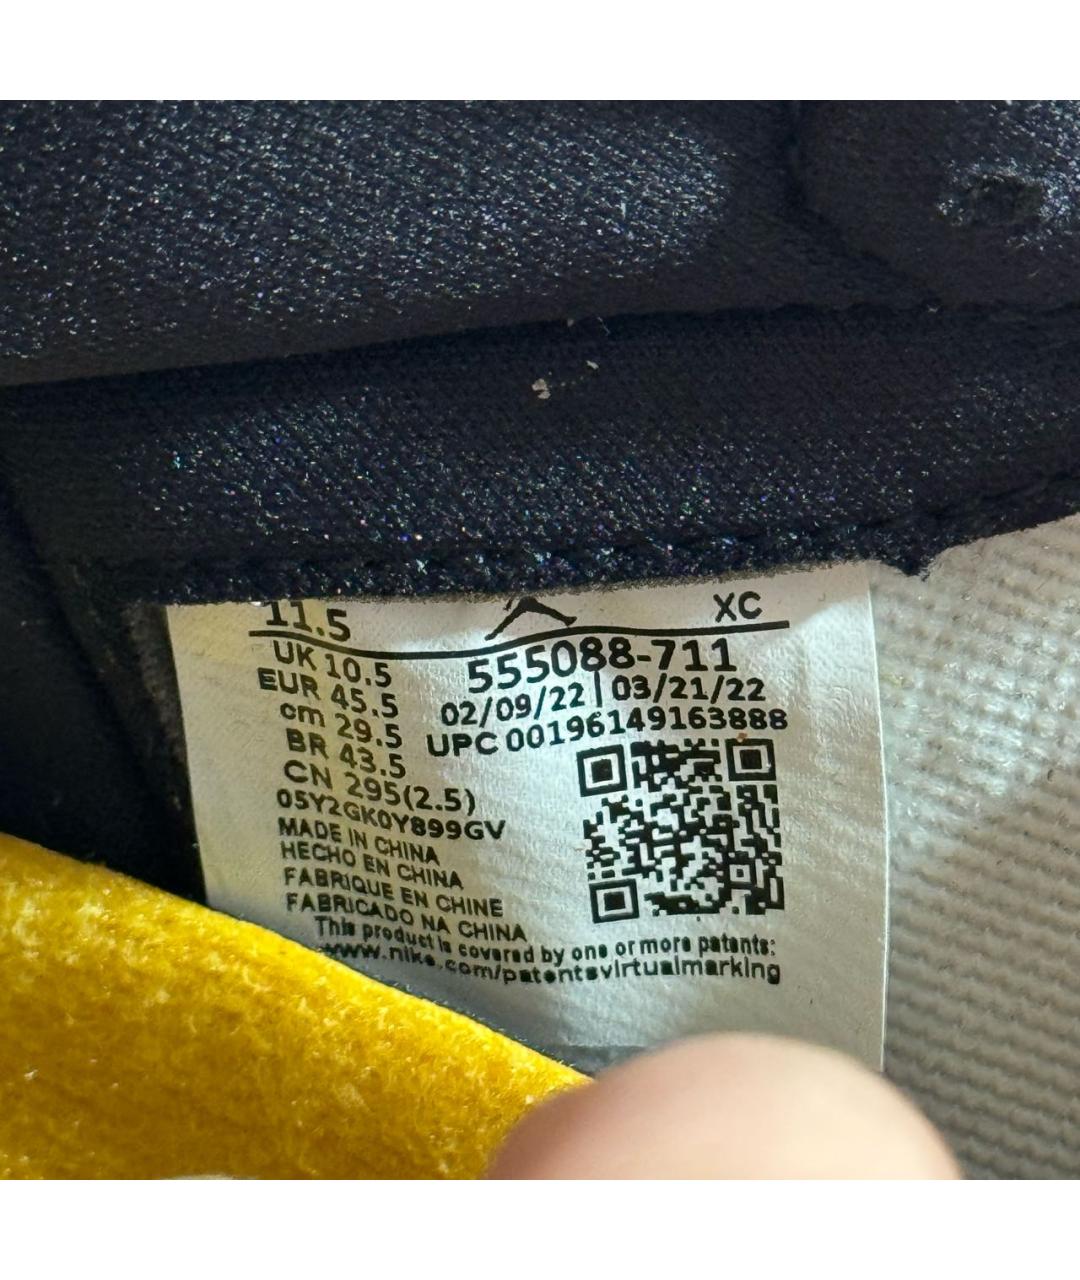 11.5
XC
UK 10.5
EUR 45.5
cm 29.5
BR 43.5
CN 295(2.5)
05Y2GK0Y899GV
555088-711
02/09/22 | 03/21/22
UPC 00196149163888
MADE IN CHINA
HECHO EN CHINA
FABRIQUE EN CHINE
FABRICADO NA CHINA
This product is covered by one or more patents:
www.nike.com/patentsvirtualmarking